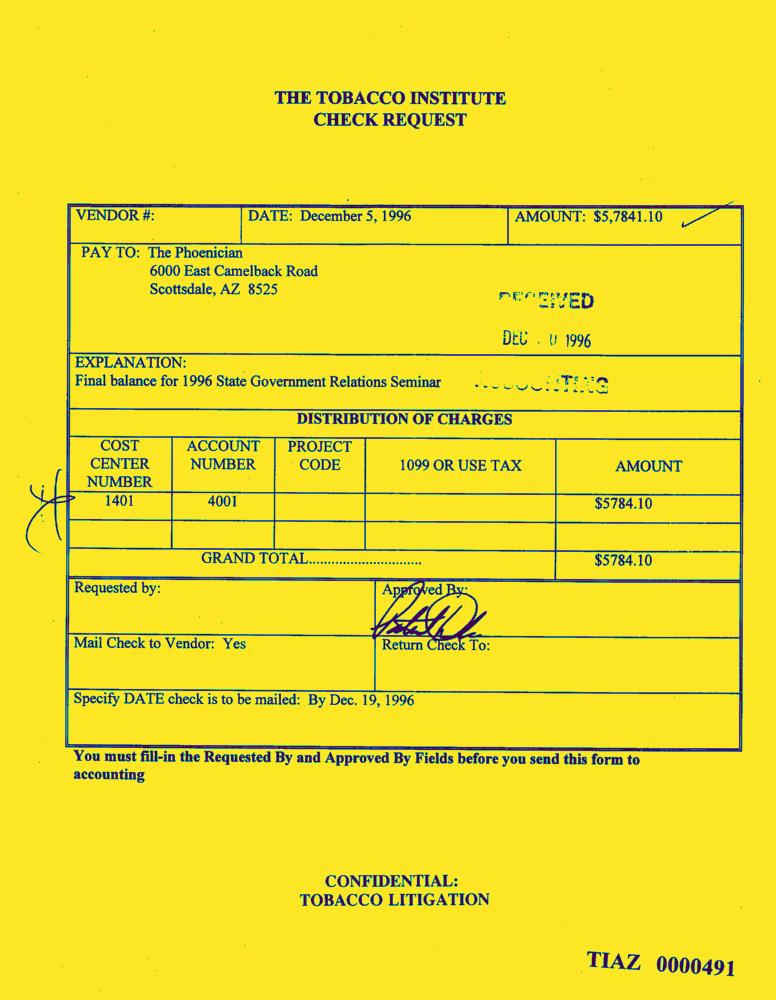 THE TOBACCO INSTITUTE
CHECK REQUEST
VENDOR #: DATE: December 5, 1996 AMOUNT: $5,7841.10
PAY TO: The Phoenician
6000 East Camelback Road
Scottsdale, AZ 8525
RECEIVED
DEC 1996
EXPLANATION:
Final balance for 1996 State Government Relations Seminar
ACCOUNTING
DISTRIBUTION OF CHARGES
COST CENTER NUMBER ACCOUNT NUMBER PROJECT CODE 1099 OR USE TAX AMOUNT
1401 4001 $5784.10
GRAND TOTAL.............................. $5784.10
Requested by: Approved By:
Mail Check to Vendor: Yes Return Check To:
Specify DATE check is to be mailed: By Dec. 19, 1996
You must fill-in the Requested By and Approved By Fields before you send this form to
accounting
CONFIDENTIAL:
TOBACCO LITIGATION
TIAZ 0000491